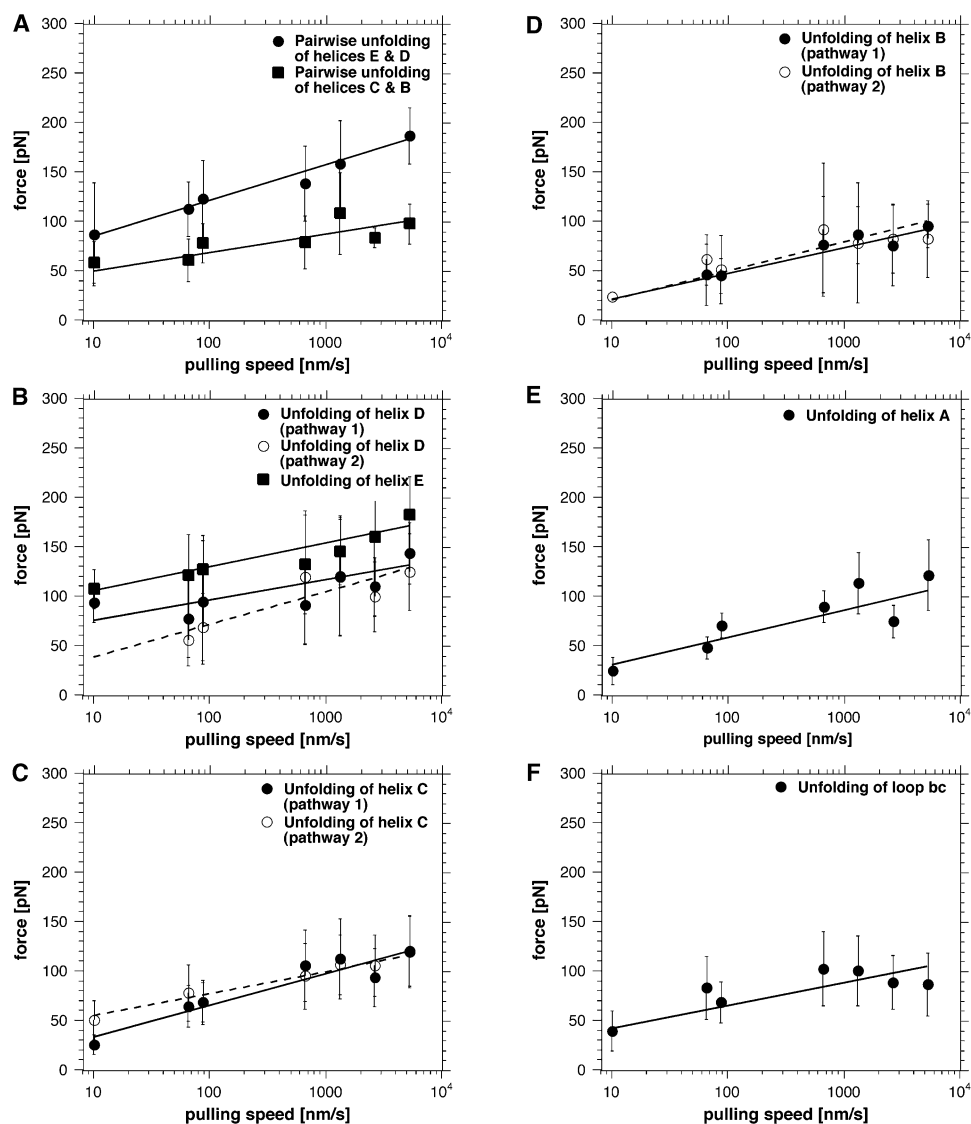 A
300
250
200
150
100
50
0
force [pN]
Pairwise unfolding
of helices E & D
Pairwise unfolding
of helices C & B
10
100
1000
10⁴
pulling speed [nm/s]
D
300
250
200
150
100
50
0
force [pN]
Unfolding of helix B
(pathway 1)
Unfolding of helix B
(pathway 2)
10
100
1000
10⁴
pulling speed [nm/s]
B
300
250
200
150
100
50
0
force [pN]
Unfolding of helix D
(pathway 1)
Unfolding of helix D
(pathway 2)
Unfolding of helix E
10
100
1000
10⁴
pulling speed [nm/s]
E
300
250
200
150
100
50
0
force [pN]
Unfolding of helix A
10
100
1000
10⁴
pulling speed [nm/s]
C
300
250
200
150
100
50
0
force [pN]
Unfolding of helix C
(pathway 1)
Unfolding of helix C
(pathway 2)
10
100
1000
10⁴
pulling speed [nm/s]
F
300
250
200
150
100
50
0
force [pN]
Unfolding of loop bc
10
100
1000
10⁴
pulling speed [nm/s]